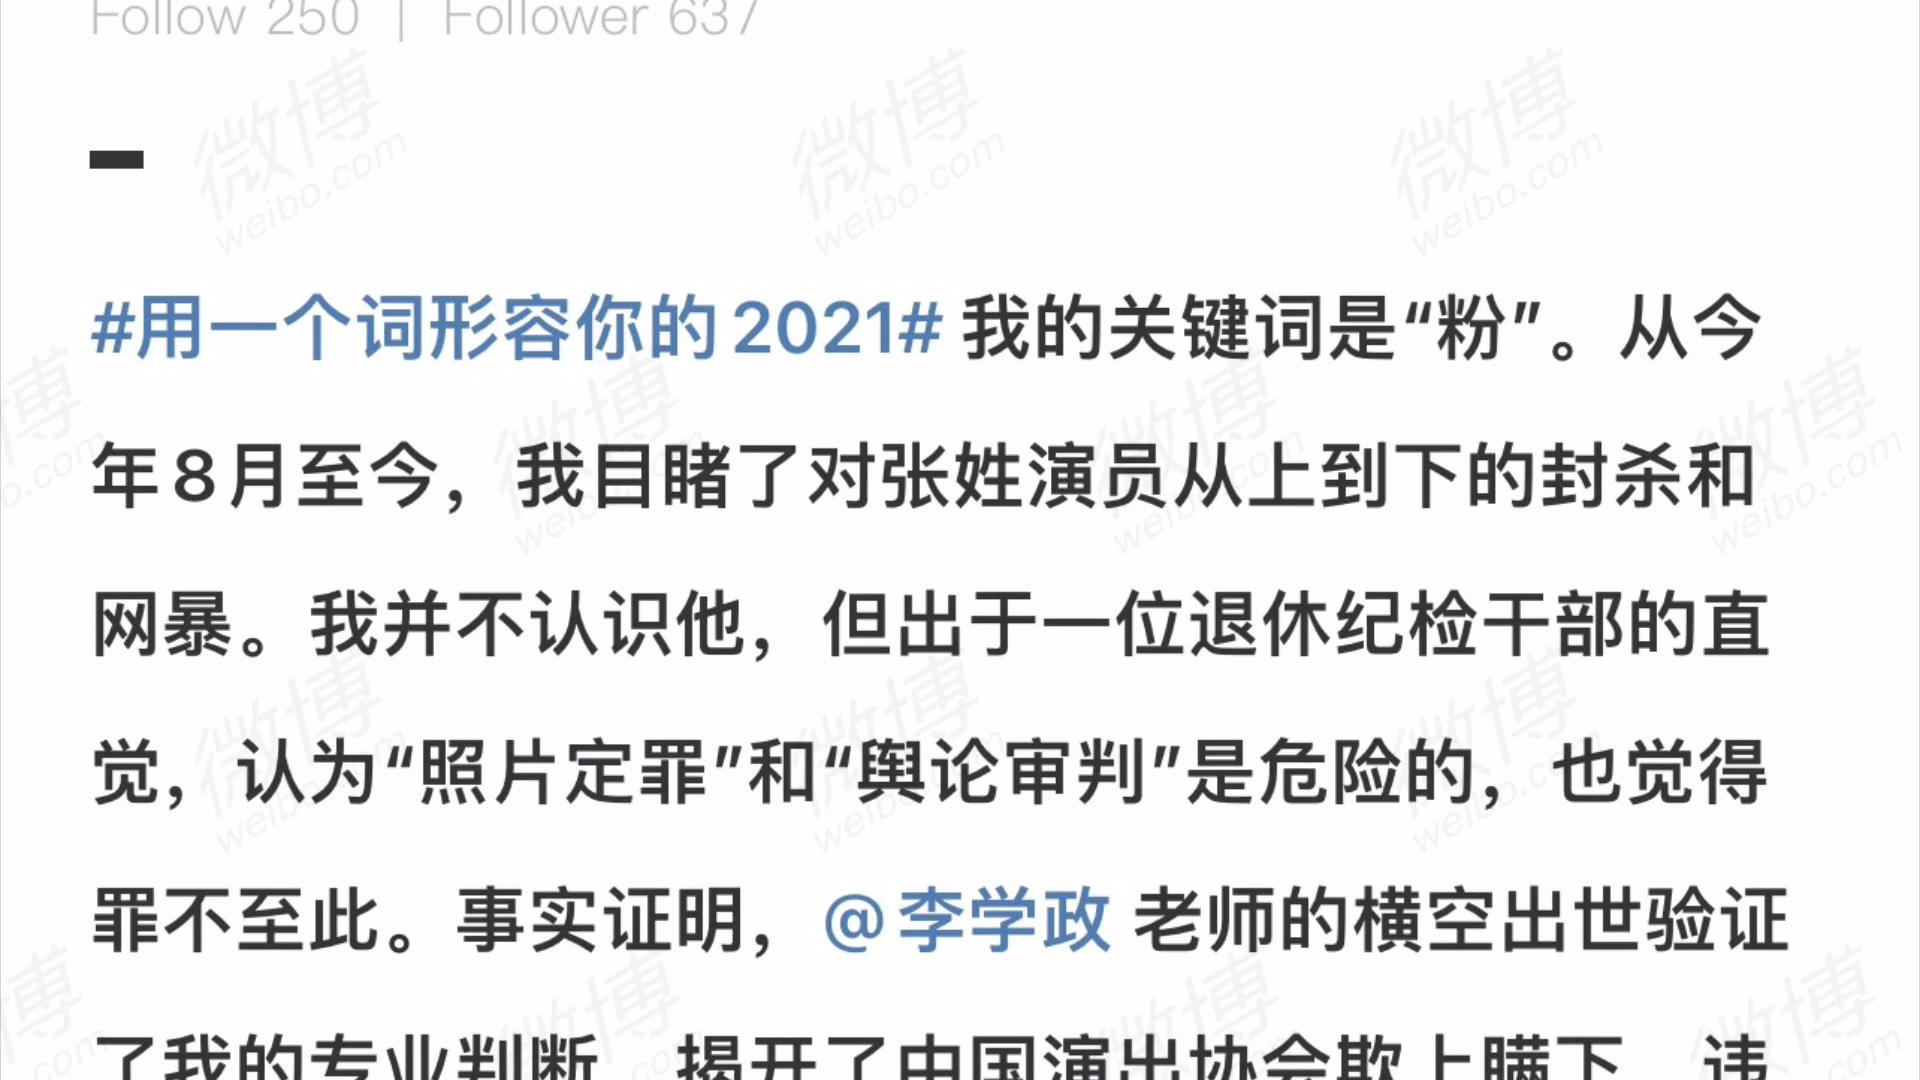 Follow 250 | Follower 637
#用一个词形容你的2021# 我的关键词是“粉”。从今
年8月至今，我目睹了对张姓演员从上到下的封杀和
网暴。我并不认识他，但出于一位退休纪检干部的直
觉，认为“照片定罪”和“舆论审判”是危险的，也觉得
罪不至此。事实证明，@李学政 老师的横空出世验证
了我的专业判断，揭开了中国演出协会欺上瞒下、违
微博
weibo.com